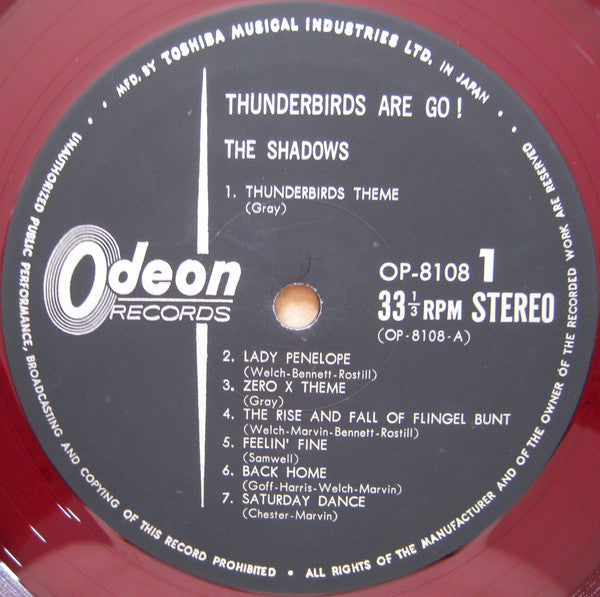 MFD. BY TOSHIBA MUSICAL INDUSTRIES LTD. IN JAPAN •
THUNDERBIRDS ARE GO !
THE SHADOWS
1. THUNDERBIRDS THEME
(Gray)
Odeon
RECORDS
OP-8108 1
33⅓ RPM STEREO
(OP-8108-A)
2. LADY PENELOPE
(Welch-Bennett-Rostill)
3. ZERO X THEME
(Gray)
4. THE RISE AND FALL OF FLINGEL BUNT
(Welch-Marvin-Bennett-Rostill)
5. FEELIN' FINE
(Samwell)
6. BACK HOME
(Goff-Harris-Welch-Marvin)
7. SATURDAY DANCE
(Chester-Marvin)
UNAUTHORIZED PUBLIC PERFORMANCE, BROADCASTING AND COPYING OF THIS RECORD PROHIBITED • ALL RIGHTS OF THE MANUFACTURER AND OF THE OWNER OF THE RECORDED WORK ARE RESERVED